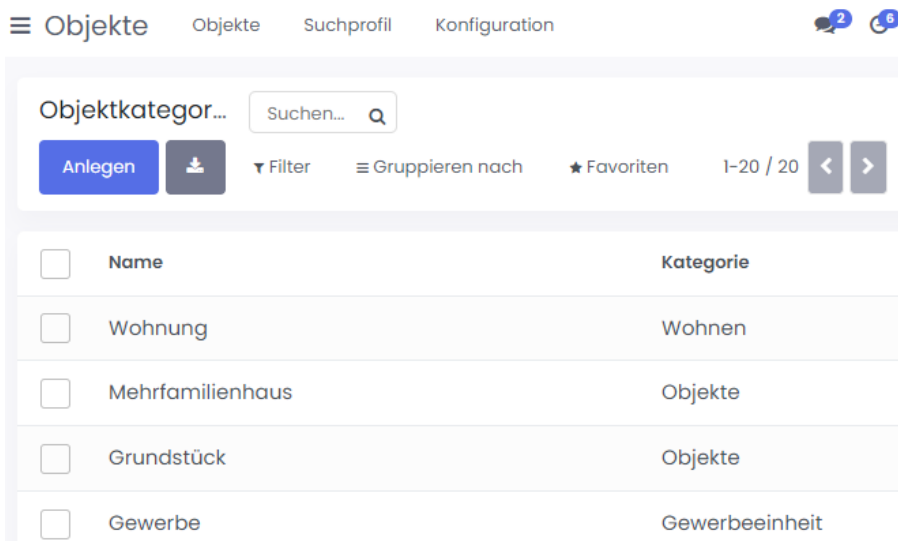 Objekte Objekte Suchprofil Konfiguration 2 6
Objektkategor... Suchen...
Anlegen Filter Gruppieren nach Favoriten 1-20 / 20
Name Kategorie
Wohnung Wohnen
Mehrfamilienhaus Objekte
Grundstück Objekte
Gewerbe Gewerbeeinheit